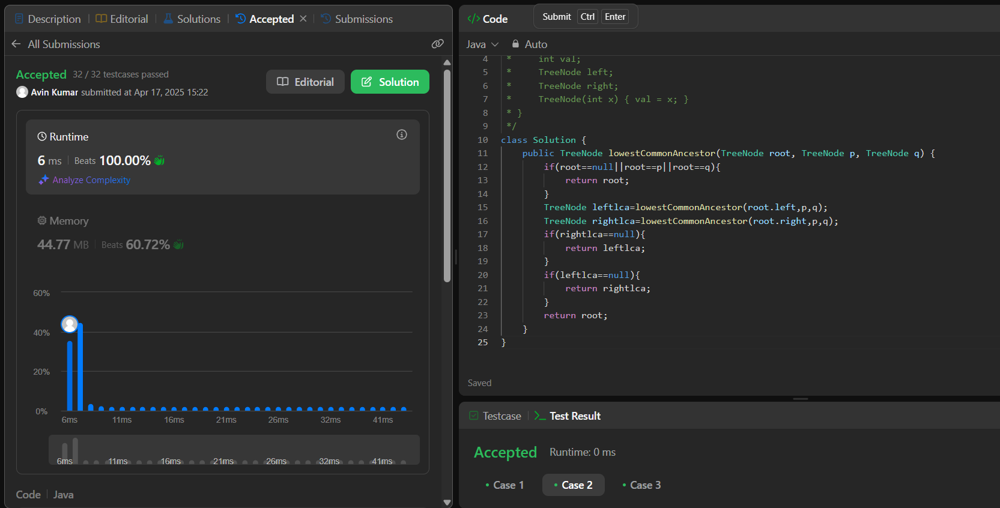 Description | Editorial | Solutions | Accepted × | Submissions
← All Submissions
Accepted 32 / 32 testcases passed
Avin Kumar submitted at Apr 17, 2025 15:22
Editorial
Solution
Runtime
6 ms | Beats 100.00%
Analyze Complexity
Memory
44.77 MB | Beats 60.72%
60%
40%
20%
0%
6ms 11ms 16ms 21ms 26ms 32ms 41ms
6ms 11ms 16ms 21ms 26ms 32ms 41ms
Code | Java
</> Code
Submit Ctrl Enter
Java Auto
4 *     int val;
5 *     TreeNode left;
6 *     TreeNode right;
7 *     TreeNode(int x) { val = x; }
8 * }
9 */
10 class Solution {
11     public TreeNode lowestCommonAncestor(TreeNode root, TreeNode p, TreeNode q) {
12         if(root==null||root==p||root==q){
13             return root;
14         }
15         TreeNode leftlca=lowestCommonAncestor(root.left,p,q);
16         TreeNode rightlca=lowestCommonAncestor(root.right,p,q);
17         if(rightlca==null){
18             return leftlca;
19         }
20         if(leftlca==null){
21             return rightlca;
22         }
23         return root;
24     }
25 }
Saved
Testcase | >_ Test Result
Accepted Runtime: 0 ms
• Case 1 • Case 2 • Case 3